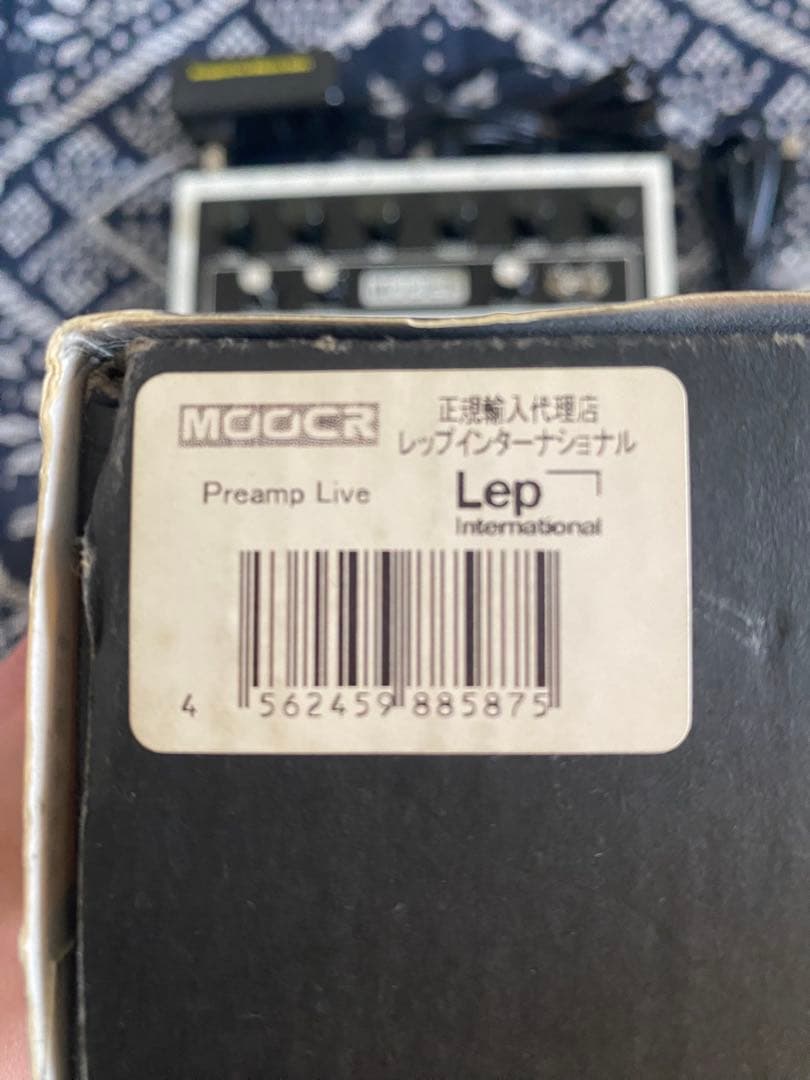 MOOER
正規輸入代理店
レップインターナショナル
Preamp Live
Lep
International
4 562459 885875